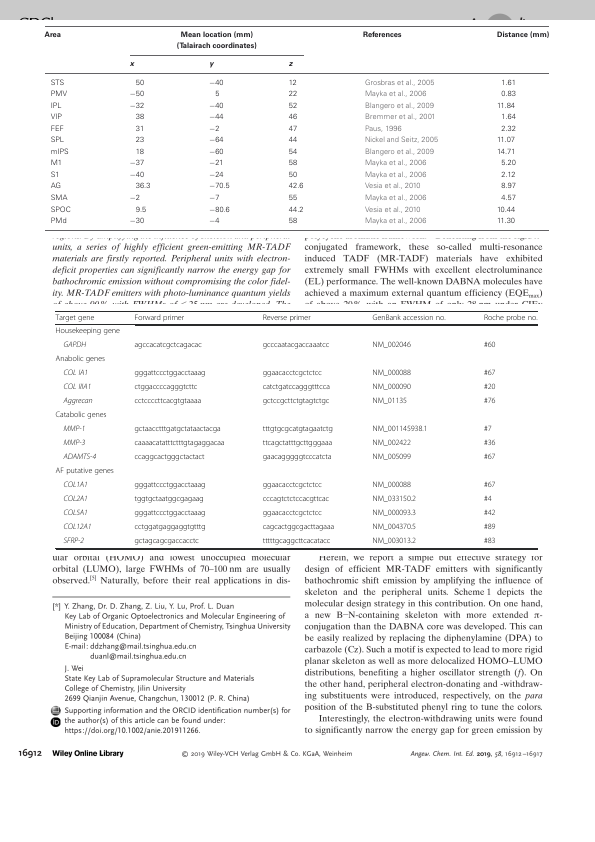 Area Mean location (mm) References Distance (mm)
(Talairach coordinates)
x y z
STS 50 −40 12 Grosbras et al., 2005 1.61
PMV −50 5 22 Mayka et al., 2006 0.83
IPL −32 −40 52 Blangero et al., 2009 11.84
VIP 38 −44 46 Bremmer et al., 2001 1.64
FEF 31 −2 47 Paus, 1996 2.32
SPL 23 −64 44 Nickel and Seitz, 2005 11.07
mIPS 18 −60 54 Blangero et al., 2009 14.71
M1 −37 −21 58 Mayka et al., 2006 5.20
S1 −40 −24 50 Mayka et al., 2006 2.12
AG 36.3 −70.5 42.6 Vesia et al., 2010 8.97
SMA −2 −7 55 Mayka et al., 2006 4.57
SPOC 9.5 −80.6 44.2 Vesia et al., 2010 10.44
PMd −30 −4 58 Mayka et al., 2006 11.30
units, a series of highly efficient green-emitting MR-TADF
materials are firstly reported. Peripheral units with electron-
deficit properties can significantly narrow the energy gap for
bathochromic emission without compromising the color fidel-
ity. MR-TADF emitters with photo-luminance quantum yields
conjugated framework, these so-called multi-resonance
induced TADF (MR-TADF) materials have exhibited
extremely small FWHMs with excellent electroluminance
(EL) performance. The well-known DABNA molecules have
achieved a maximum external quantum efficiency (EQEmax)
Target gene Forward primer Reverse primer GenBank accession no. Roche probe no.
Housekeeping gene
GAPDH agccacatcgctcagacac gcccaatacgaccaaatcc NM_002046 #60
Anabolic genes
COL IA1 gggattccctggacctaaag ggaacacctcgctctcc NM_000088 #67
COL IIIA1 ctggaccccagggtcttc catctgatccagggtttcca NM_000090 #20
Aggrecan cctccccttcacgtgtaaaa gctccgcttctgtagtctgc NM_01135 #76
Catabolic genes
MMP-1 gctaacctttgatgctataactacga tttgtgcgcatgtagaatctg NM_001145938.1 #7
MMP-3 caaaacatatttctttgtagaggacaa ttcagctatttgcttgggaaa NM_002422 #36
ADAMTS-4 ccaggcactgggctactact gaacagggggtcccatcta NM_005099 #67
AF putative genes
COL1A1 gggattccctggacctaaag ggaacacctcgctctcc NM_000088 #67
COL2A1 tggtgctaatggcgagaag cccagtctctccacgttcac NM_033150.2 #4
COL5A1 gggattccctggacctaaag ggaacacctcgctctcc NM_000093.3 #42
COL12A1 cctggatgaggaggtgtttg cagcactggcgacttagaaa NM_004370.5 #89
SFRP-2 gctagcagcgaccacctc tttttgcaggcttcacatacc NM_003013.2 #83
ular orbital (HOMO) and lowest unoccupied molecular
orbital (LUMO), large FWHMs of 70–100 nm are usually
observed.[5] Naturally, before their real applications in dis-
[*] Y. Zhang, Dr. D. Zhang, Z. Liu, Y. Lu, Prof. L. Duan
Key Lab of Organic Optoelectronics and Molecular Engineering of
Ministry of Education, Department of Chemistry, Tsinghua University
Beijing 100084 (China)
E-mail: ddzhang@mail.tsinghua.edu.cn
duanl@mail.tsinghua.edu.cn
J. Wei
State Key Lab of Supramolecular Structure and Materials
College of Chemistry, Jilin University
2699 Qianjin Avenue, Changchun, 130012 (P. R. China)
Supporting information and the ORCID identification number(s) for
the author(s) of this article can be found under:
https://doi.org/10.1002/anie.201911266.
Herein, we report a simple but effective strategy for
design of efficient MR-TADF emitters with significantly
bathochromic shift emission by amplifying the influence of
skeleton and the peripheral units. Scheme 1 depicts the
molecular design strategy in this contribution. On one hand,
a new B−N-containing skeleton with more extended π-
conjugation than the DABNA core was developed. This can
be easily realized by replacing the diphenylamine (DPA) to
carbazole (Cz). Such a motif is expected to lead to more rigid
planar skeleton as well as more delocalized HOMO–LUMO
distributions, benefiting a higher oscillator strength (f). On
the other hand, peripheral electron-donating and -withdraw-
ing substituents were introduced, respectively, on the para
position of the B-substituted phenyl ring to tune the colors.
Interestingly, the electron-withdrawing units were found
to significantly narrow the energy gap for green emission by
16912 Wiley Online Library © 2019 Wiley-VCH Verlag GmbH & Co. KGaA, Weinheim Angew. Chem. Int. Ed. 2019, 58, 16912–16917